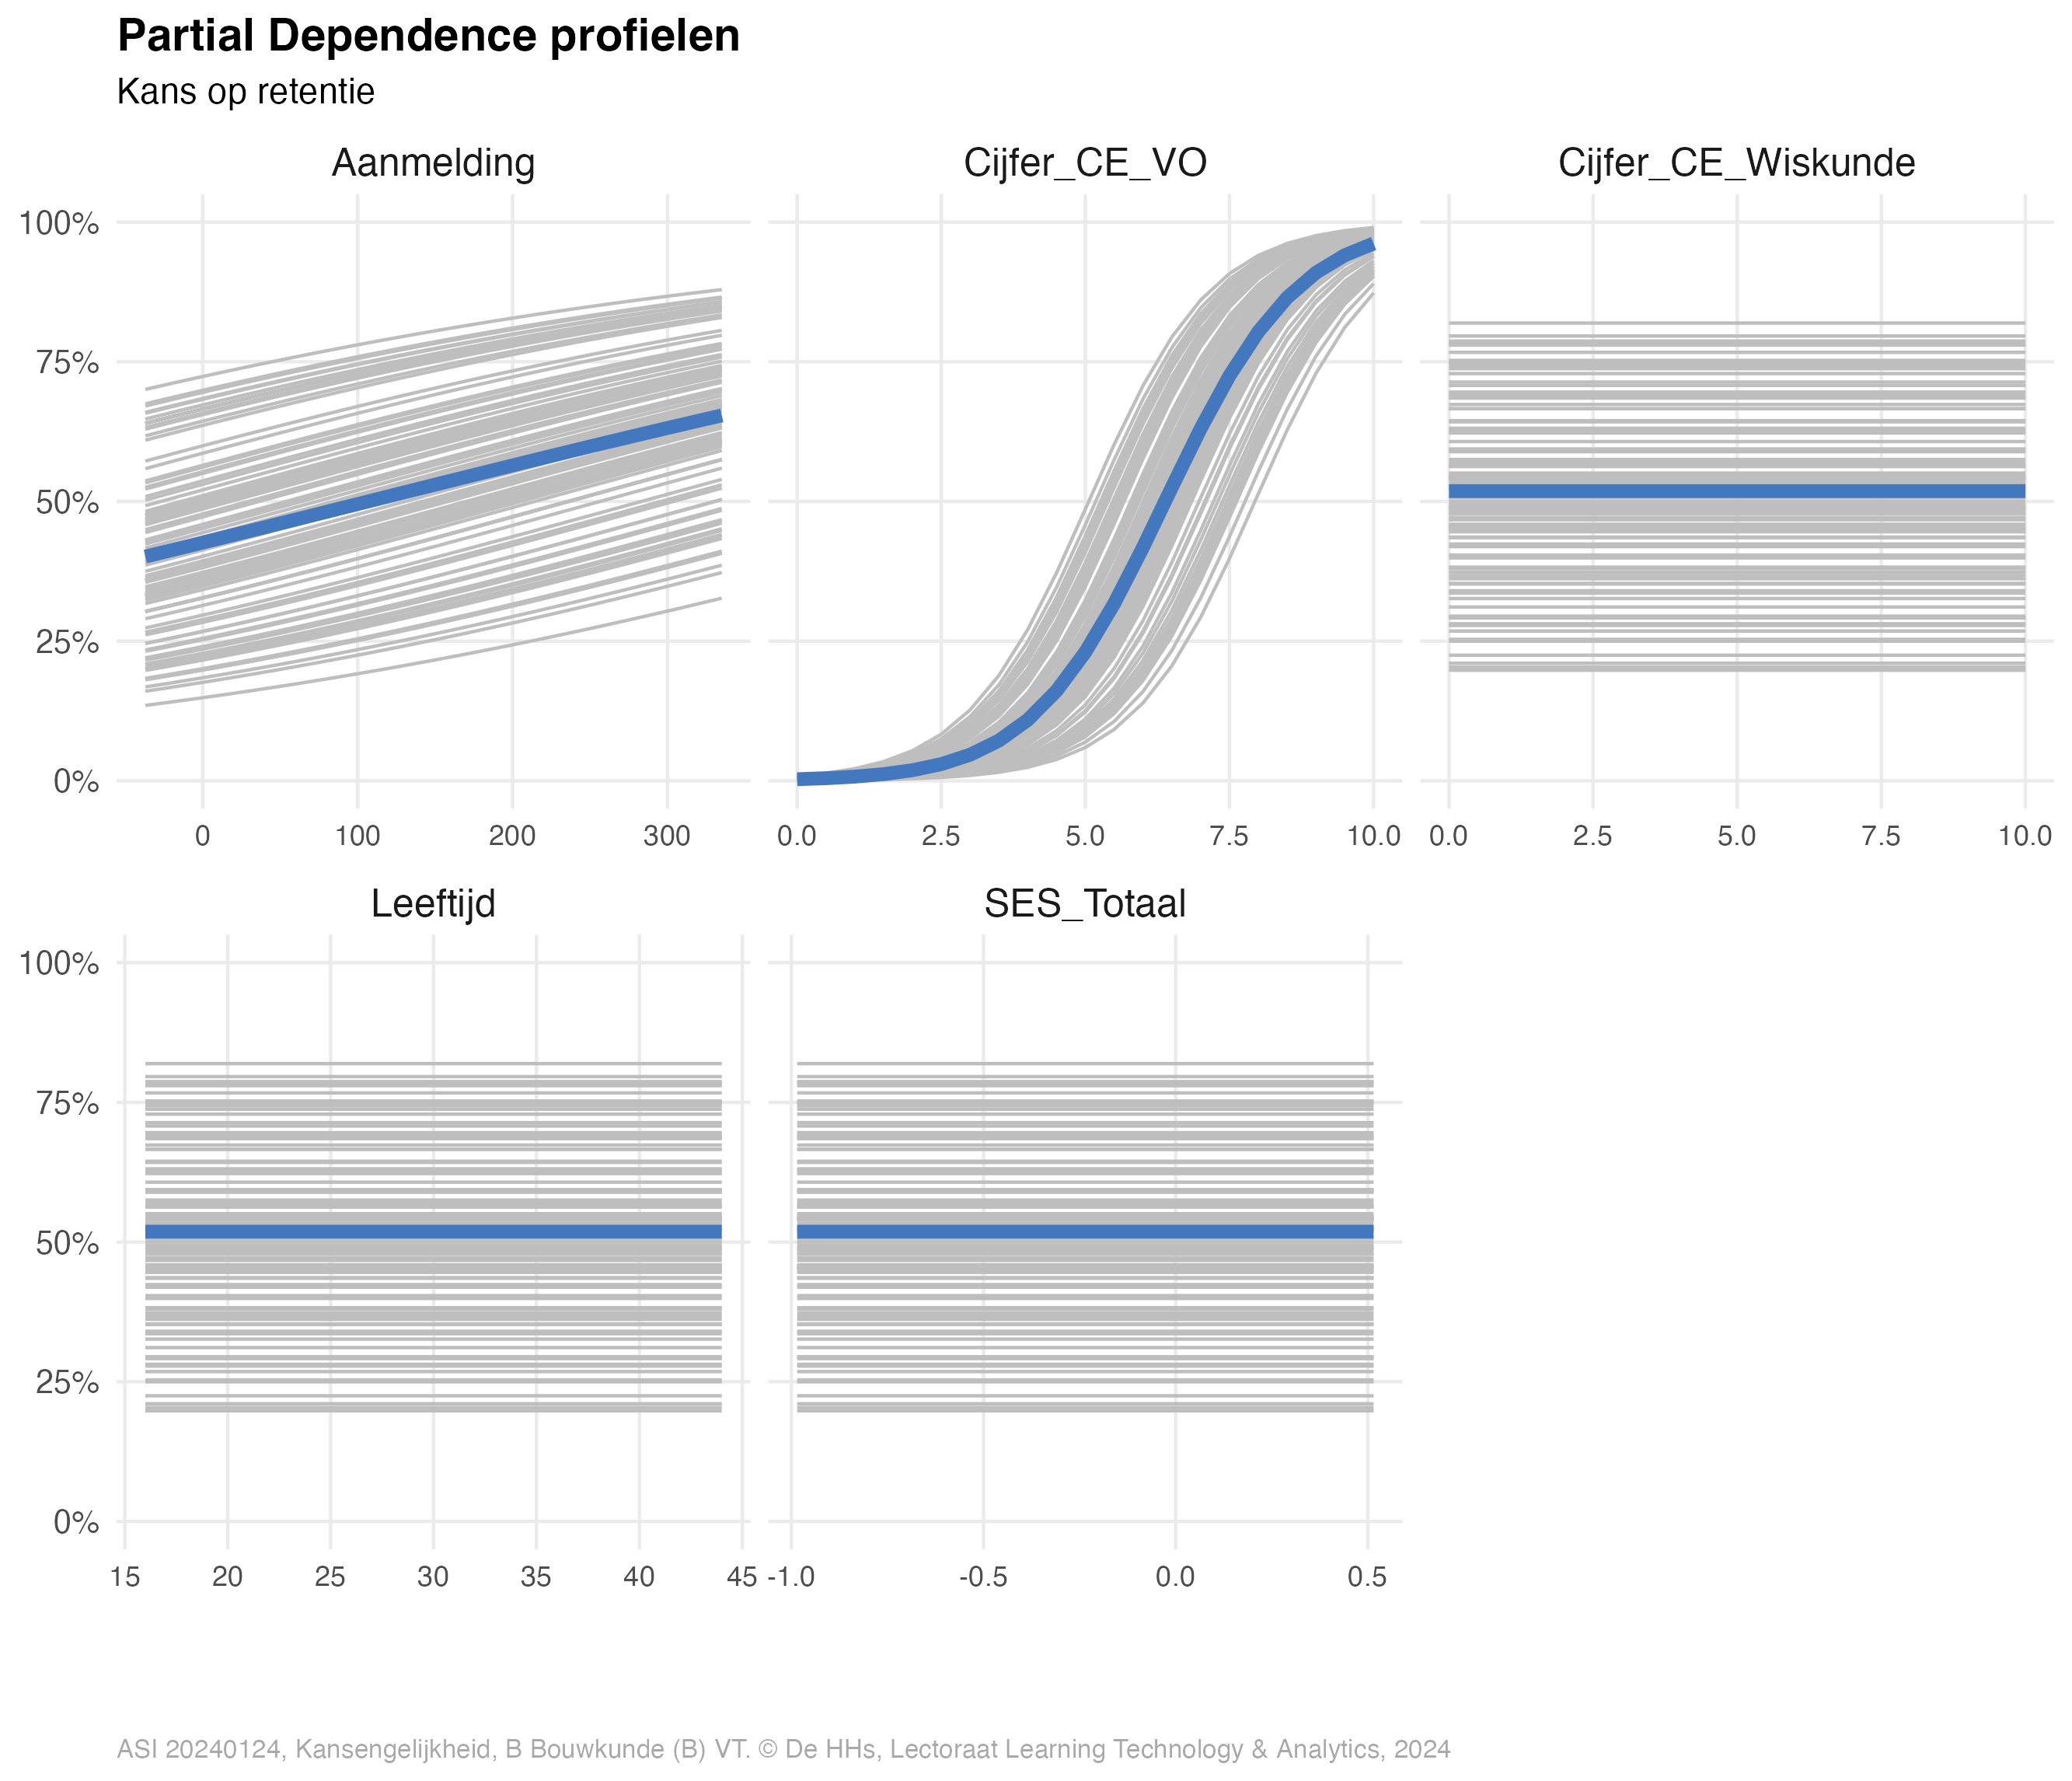 Partial Dependence profielen
Kans op retentie
Aanmelding
Cijfer_CE_VO
Cijfer_CE_Wiskunde
100%
75%
50%
25%
0%
0 100 200 300
0.0 2.5 5.0 7.5 10.0
0.0 2.5 5.0 7.5 10.0
Leeftijd
SES_Totaal
100%
75%
50%
25%
0%
15 20 25 30 35 40 45
-1.0 -0.5 0.0 0.5
ASI 20240124, Kansengelijkheid, B Bouwkunde (B) VT. © De HHs, Lectoraat Learning Technology & Analytics, 2024